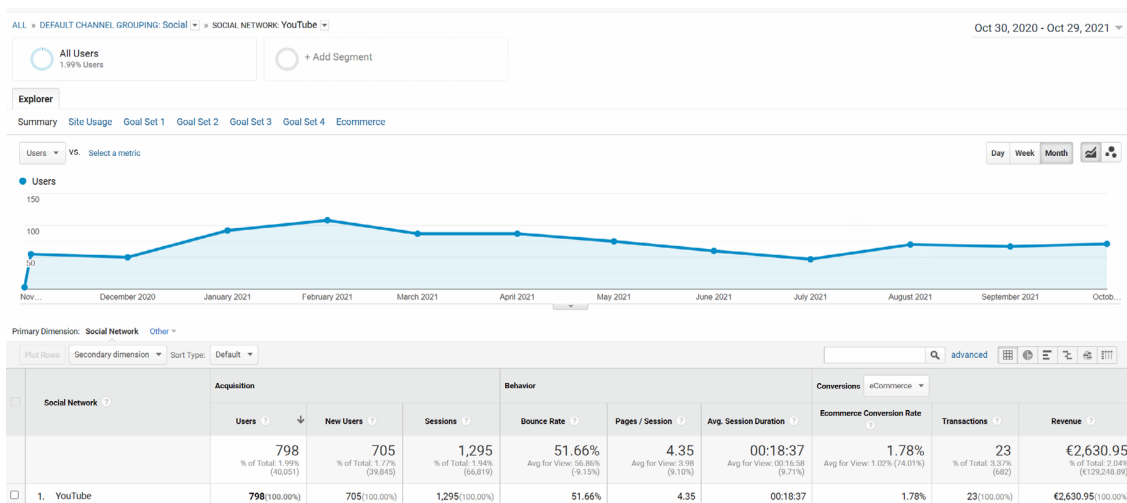 ALL » DEFAULT CHANNEL GROUPING: Social » SOCIAL NETWORK: YouTube
Oct 30, 2020 - Oct 29, 2021
All Users
1.99% Users
+ Add Segment
Explorer
Summary Site Usage Goal Set 1 Goal Set 2 Goal Set 3 Goal Set 4 Ecommerce
Users VS. Select a metric
Day Week Month
Users
150
100
50
Nov... December 2020 January 2021 February 2021 March 2021 April 2021 May 2021 June 2021 July 2021 August 2021 September 2021 Octob...
Primary Dimension: Social Network Other
Plot Rows Secondary dimension Sort Type: Default advanced
Social Network ? Acquisition Behavior Conversions eCommerce
Users ? New Users ? Sessions ? Bounce Rate ? Pages / Session ? Avg. Session Duration ? Ecommerce Conversion Rate ? Transactions ? Revenue ?
798 705 1,295 51.66% 4.35 00:18:37 1.78% 23 €2,630.95
% of Total: 1.99% % of Total: 1.77% % of Total: 1.94% Avg for View: 56.86% Avg for View: 3.98 Avg for View: 00:16:58 Avg for View: 1.02% (74.01%) % of Total: 3.37% % of Total: 2.04%
(40,051) (39,845) (66,819) (-9.15%) (9.10%) (9.71%) (682) (€129,248.89)
1. YouTube 798(100.00%) 705(100.00%) 1,295(100.00%) 51.66% 4.35 00:18:37 1.78% 23(100.00%) €2,630.95(100.00%